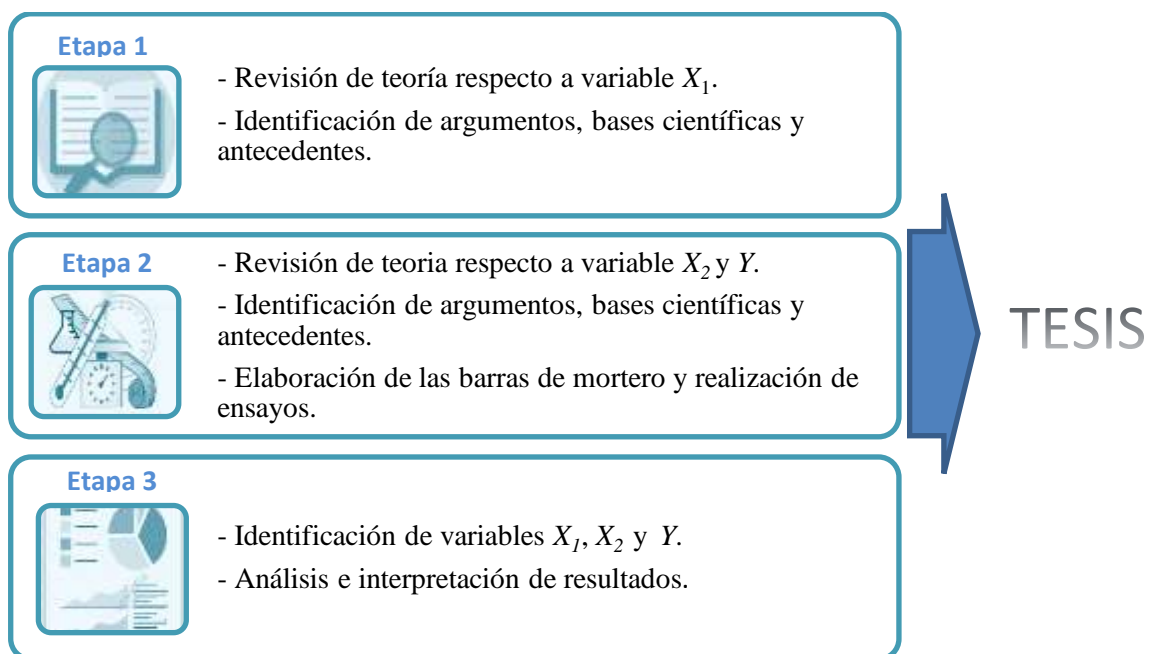 Etapa 1
- Revisión de teoría respecto a variable X₁.
- Identificación de argumentos, bases científicas y
antecedentes.
Etapa 2
- Revisión de teoria respecto a variable X₂ y Y.
- Identificación de argumentos, bases científicas y
antecedentes.
- Elaboración de las barras de mortero y realización de
ensayos.
TESIS
Etapa 3
- Identificación de variables X₁, X₂ y Y.
- Análisis e interpretación de resultados.